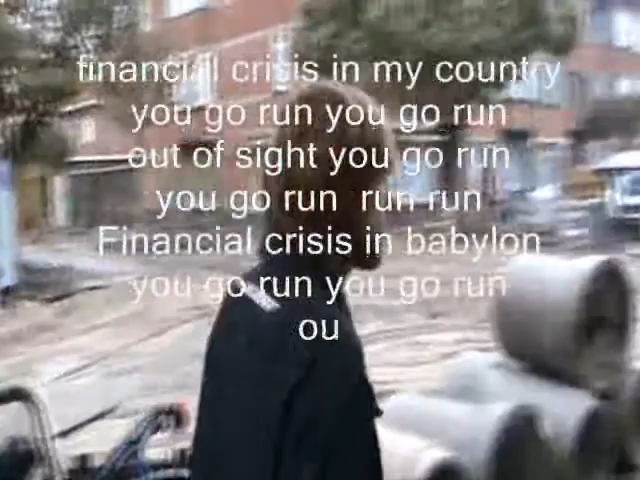 financial crisis in my country
you go run you go run
out of sight you go run
you go run  run run
Financial crisis in babylon
you go run you go run
ou